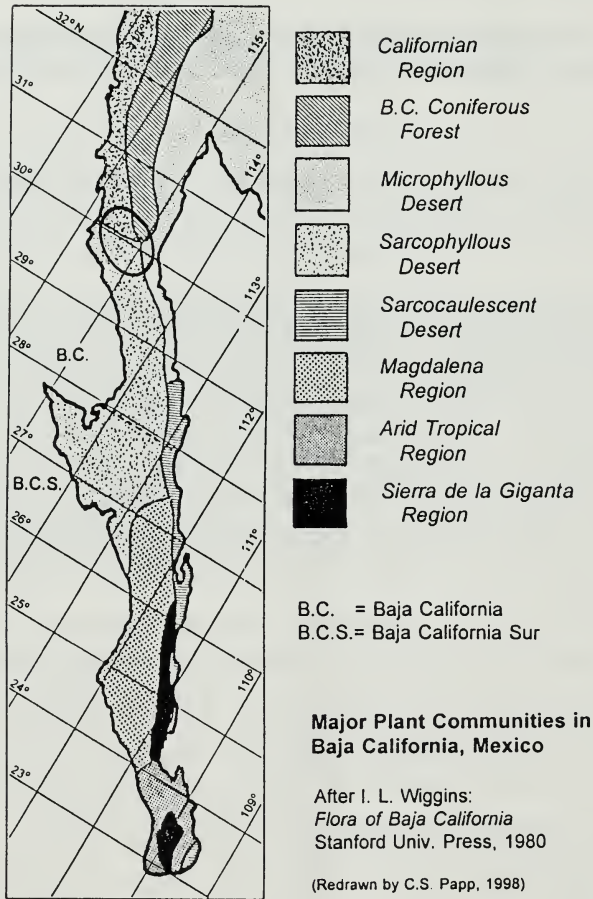 32°N
31°
30°
29°
28°
B.C.
27°
B.C.S.
26°
25°
24°
23°
115°
114°
113°
112°
111°
110°
109°
Californian
Region
B.C. Coniferous
Forest
Microphyllous
Desert
Sarcophyllous
Desert
Sarcocaulescent
Desert
Magdalena
Region
Arid Tropical
Region
Sierra de la Giganta
Region
B.C. = Baja California
B.C.S.= Baja California Sur
Major Plant Communities in
Baja California, Mexico
After I. L. Wiggins:
Flora of Baja California
Stanford Univ. Press, 1980
(Redrawn by C.S. Papp, 1998)